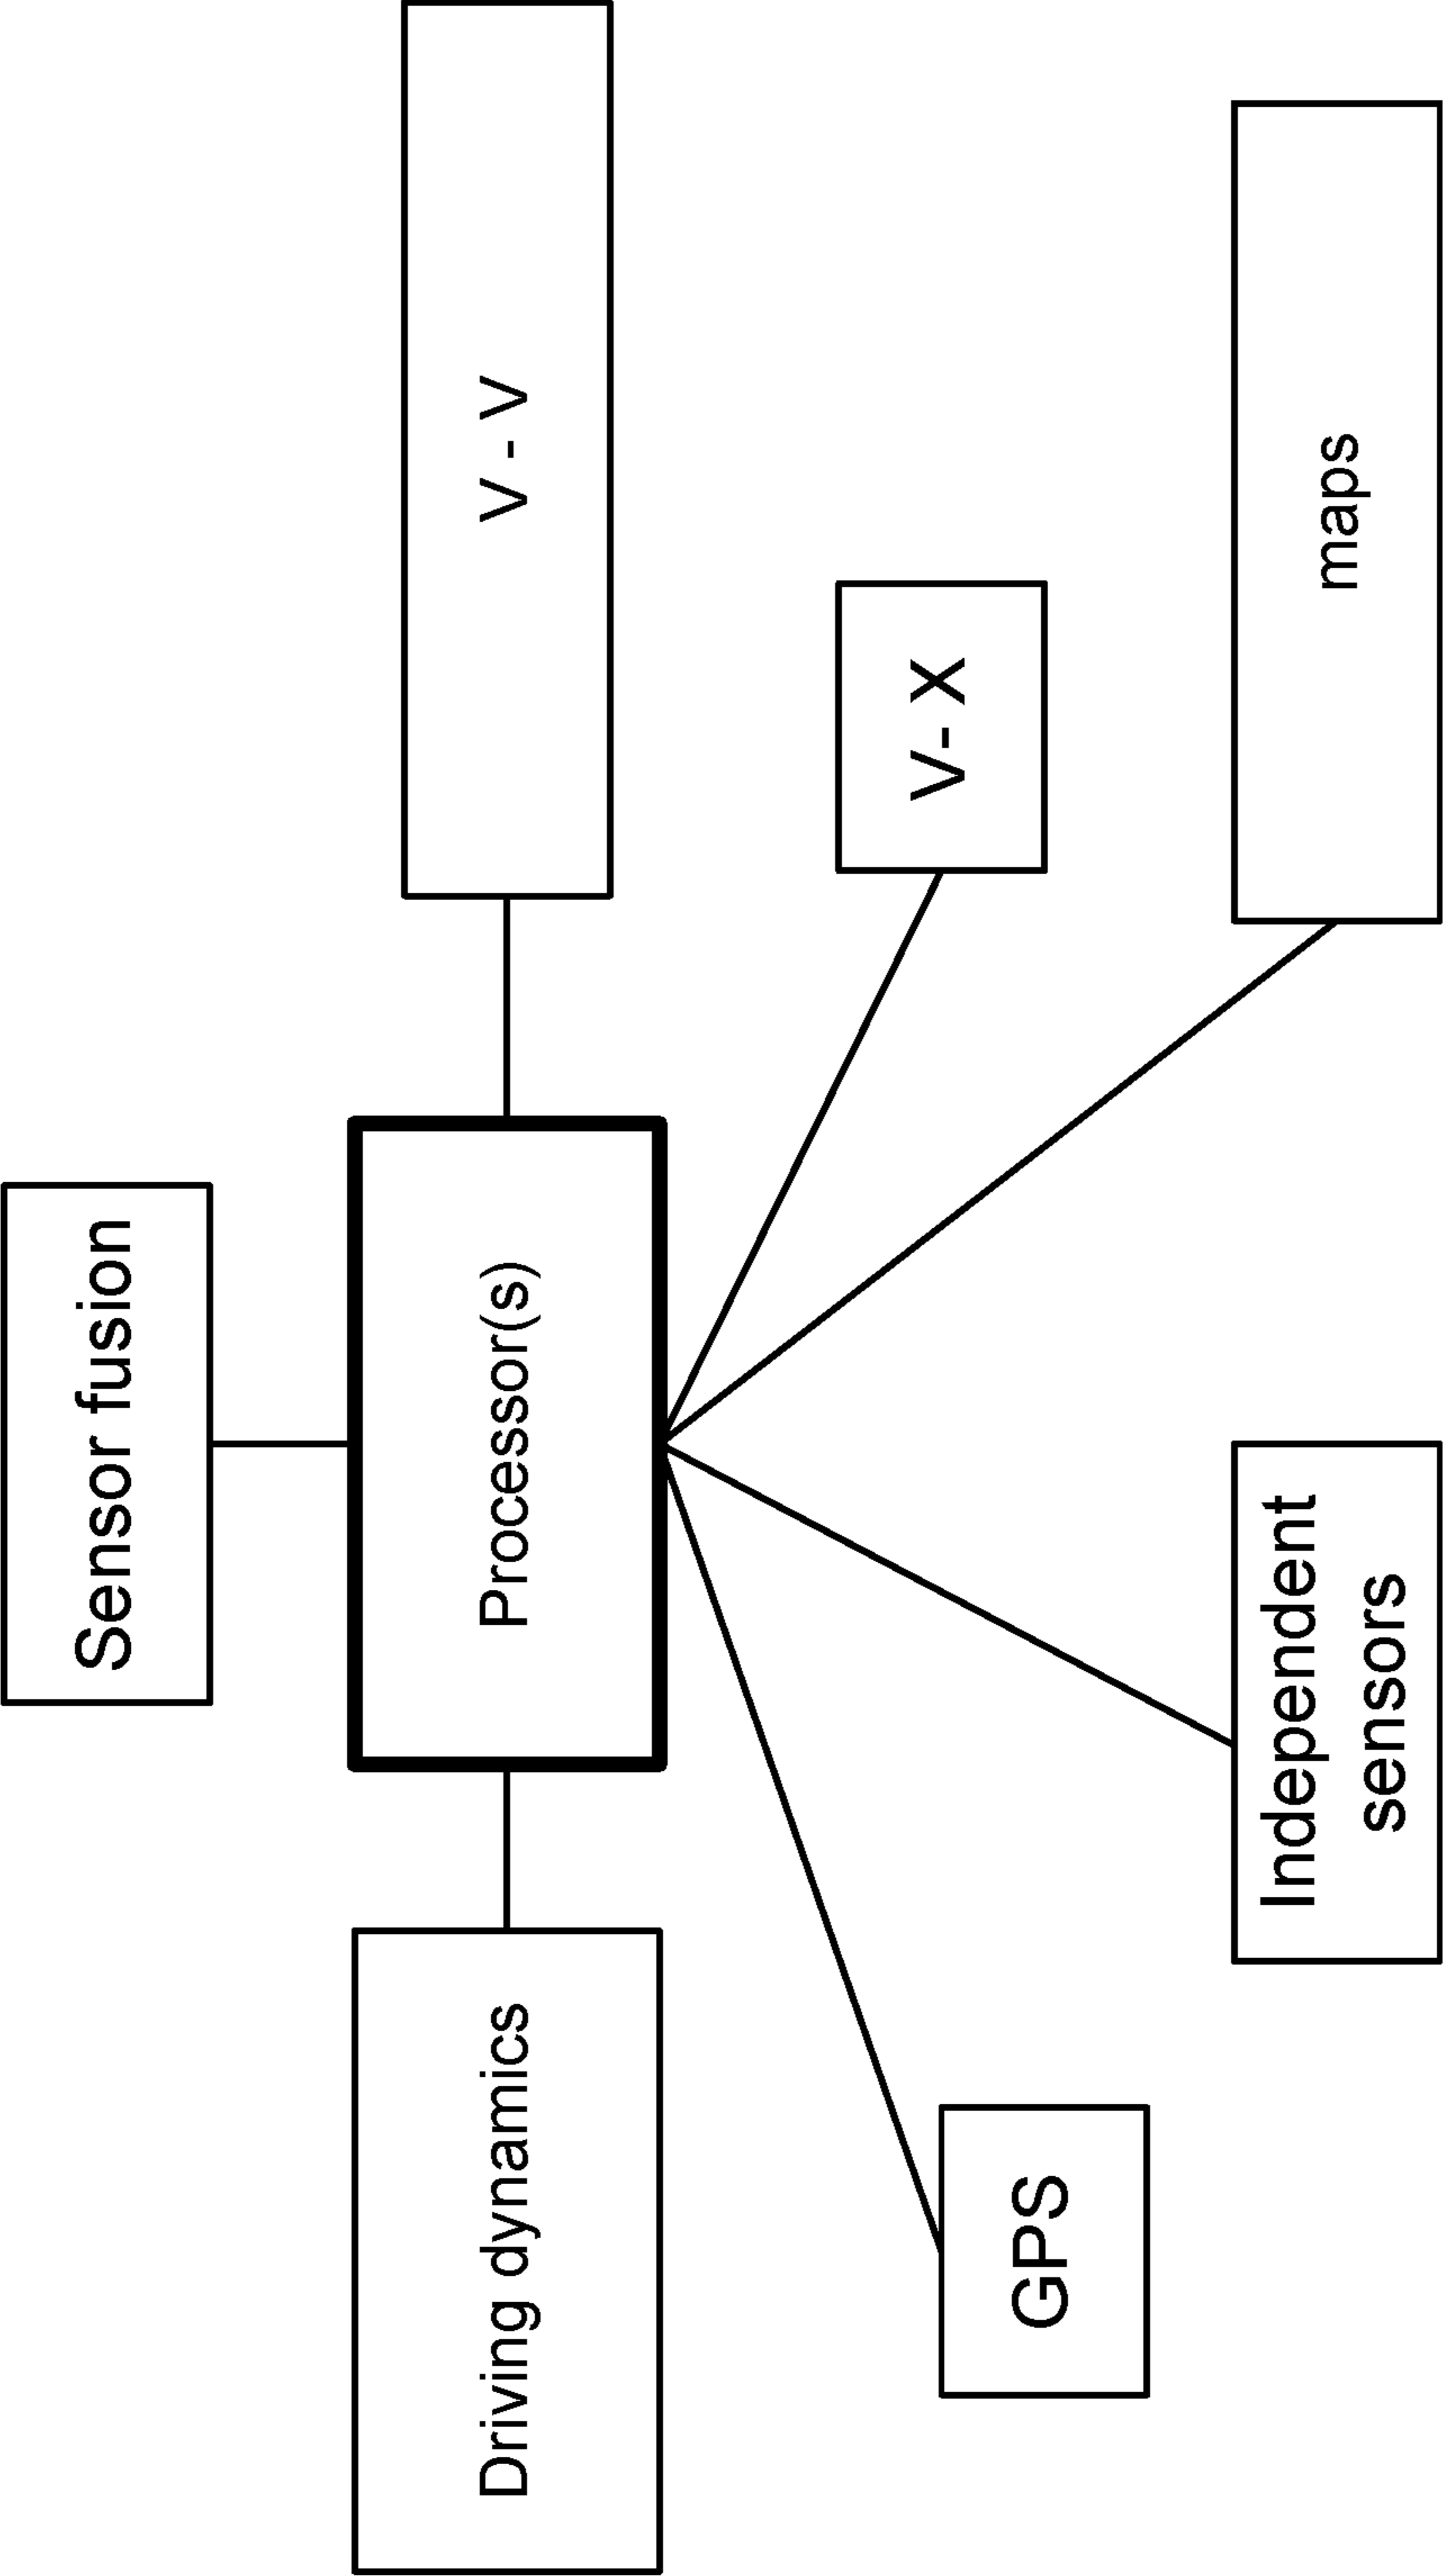 Sensor fusion
Driving dynamics
Processor(s)
V - V
V- X
GPS
Independent
sensors
maps